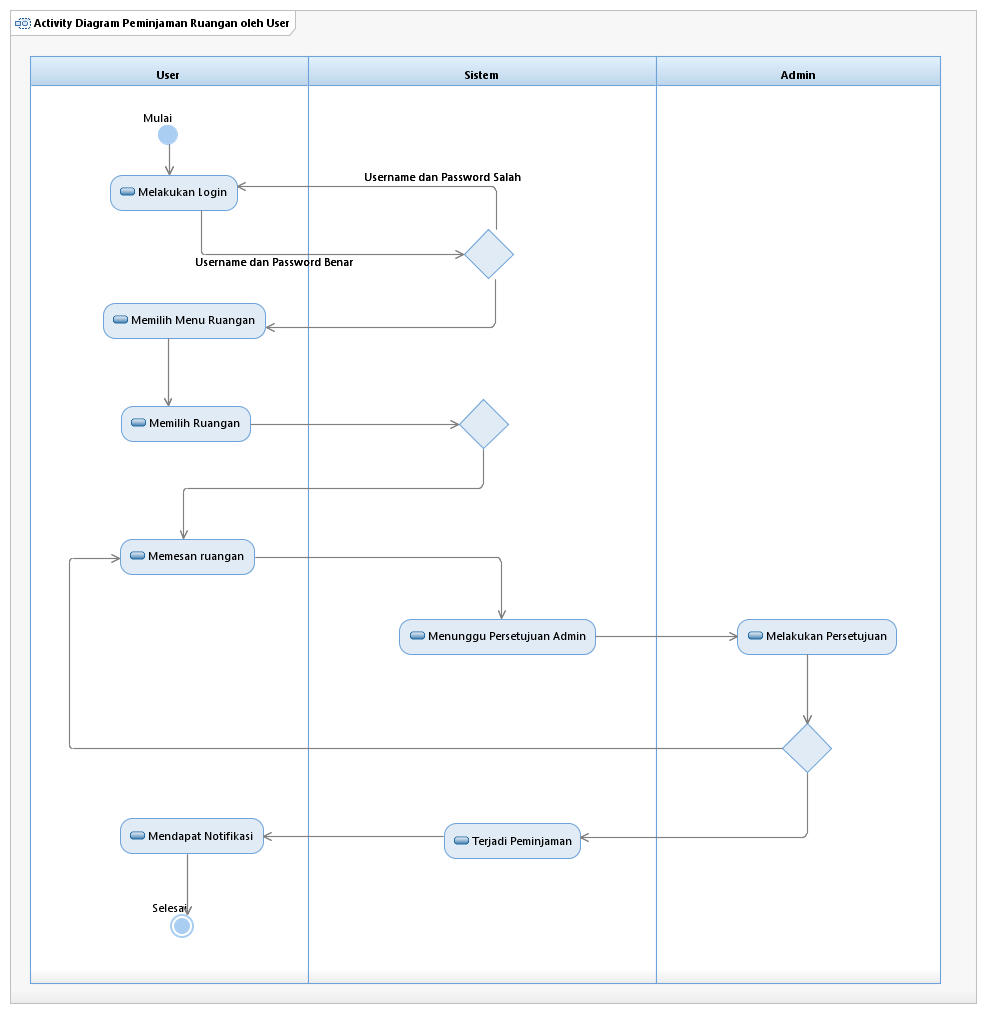 Activity Diagram Peminjaman Ruangan oleh User
User
Sistem
Admin
Mulai
Melakukan Login
Username dan Password Salah
Username dan Password Benar
Memilih Menu Ruangan
Memilih Ruangan
Memesan ruangan
Menunggu Persetujuan Admin
Melakukan Persetujuan
Mendapat Notifikasi
Terjadi Peminjaman
Selesai